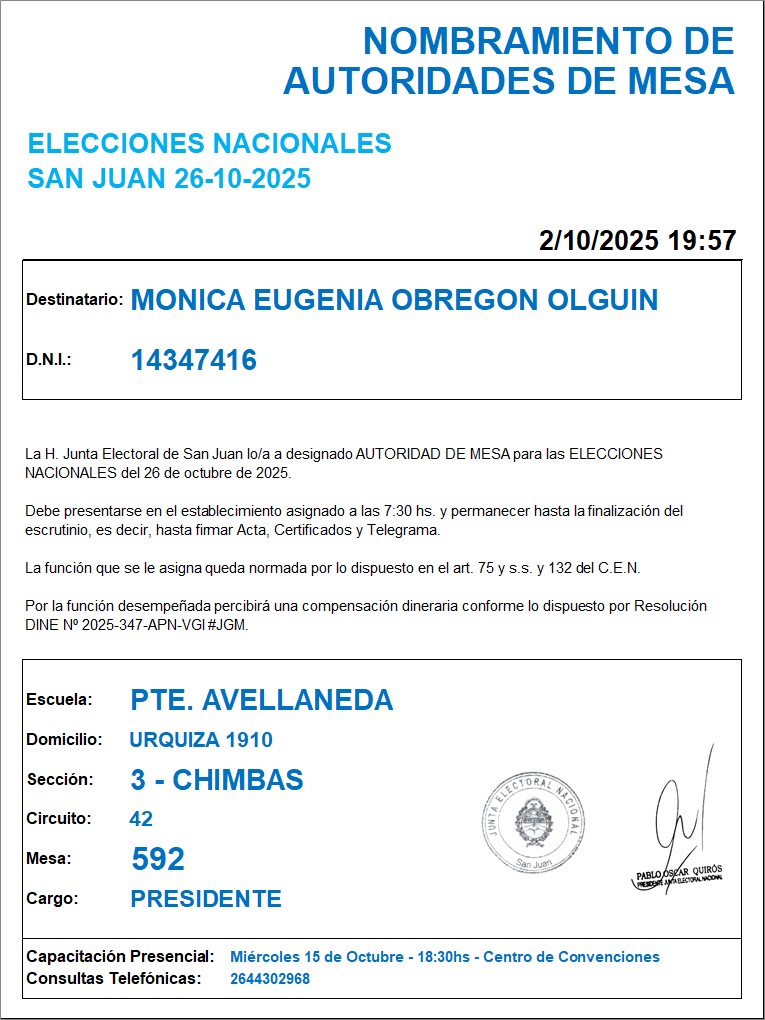 NOMBRAMIENTO DE
AUTORIDADES DE MESA
ELECCIONES NACIONALES
SAN JUAN 26-10-2025
2/10/2025 19:57
Destinatario: MONICA EUGENIA OBREGON OLGUIN
D.N.I.: 14347416
La H. Junta Electoral de San Juan lo/a a designado AUTORIDAD DE MESA para las ELECCIONES
NACIONALES del 26 de octubre de 2025.
Debe presentarse en el establecimiento asignado a las 7:30 hs. y permanecer hasta la finalización del
escrutinio, es decir, hasta firmar Acta, Certificados y Telegrama.
La función que se le asigna queda normada por lo dispuesto en el art. 75 y s.s. y 132 del C.E.N.
Por la función desempeñada percibirá una compensación dineraria conforme lo dispuesto por Resolución
DINE Nº 2025-347-APN-VGI#JGM.
Escuela: PTE. AVELLANEDA
Domicilio: URQUIZA 1910
Sección: 3 - CHIMBAS
Circuito: 42
Mesa: 592
Cargo: PRESIDENTE
JUNTA ELECTORAL NACIONAL
San Juan
PABLO OSCAR QUIRÓS
PRESIDENTE JUNTA ELECTORAL NACIONAL
Capacitación Presencial: Miércoles 15 de Octubre - 18:30hs - Centro de Convenciones
Consultas Telefónicas: 2644302968